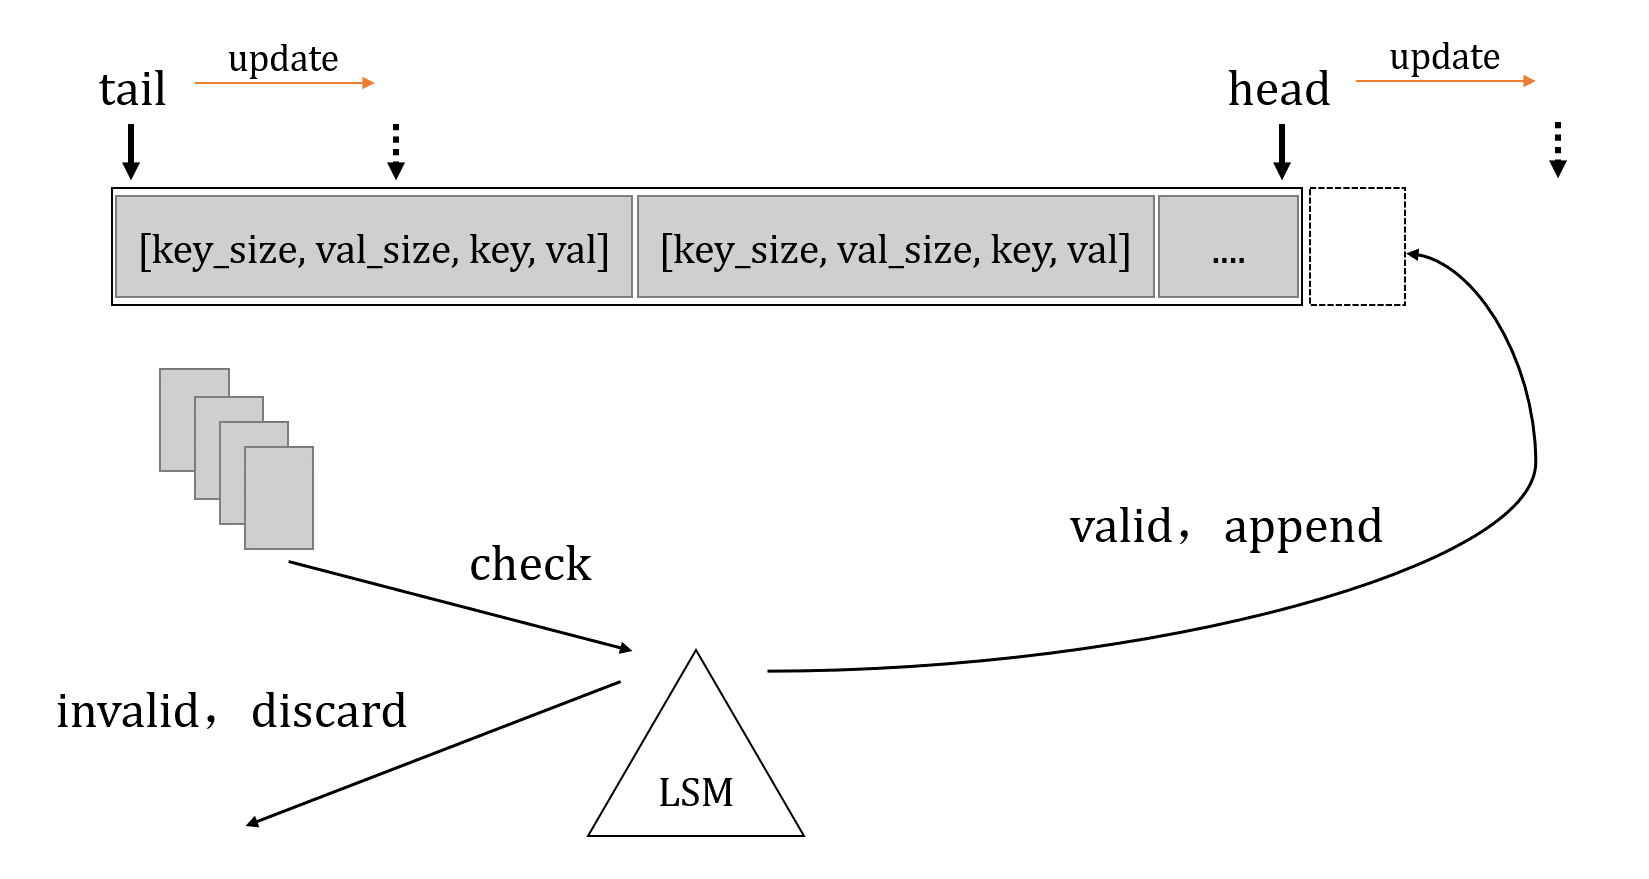 update
update
tail
head
[key_size, val_size, key, val]
[key_size, val_size, key, val]
....
valid，append
check
invalid，discard
LSM